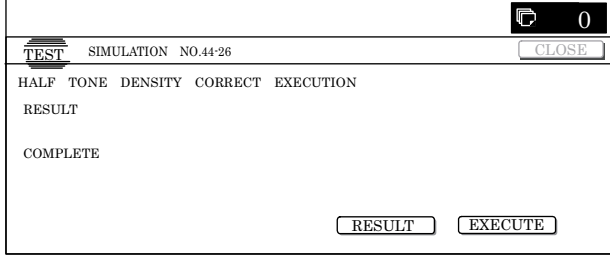 0
TEST SIMULATION NO.44-26 CLOSE
HALF TONE DENSITY CORRECT EXECUTION
RESULT
COMPLETE
RESULT EXECUTE